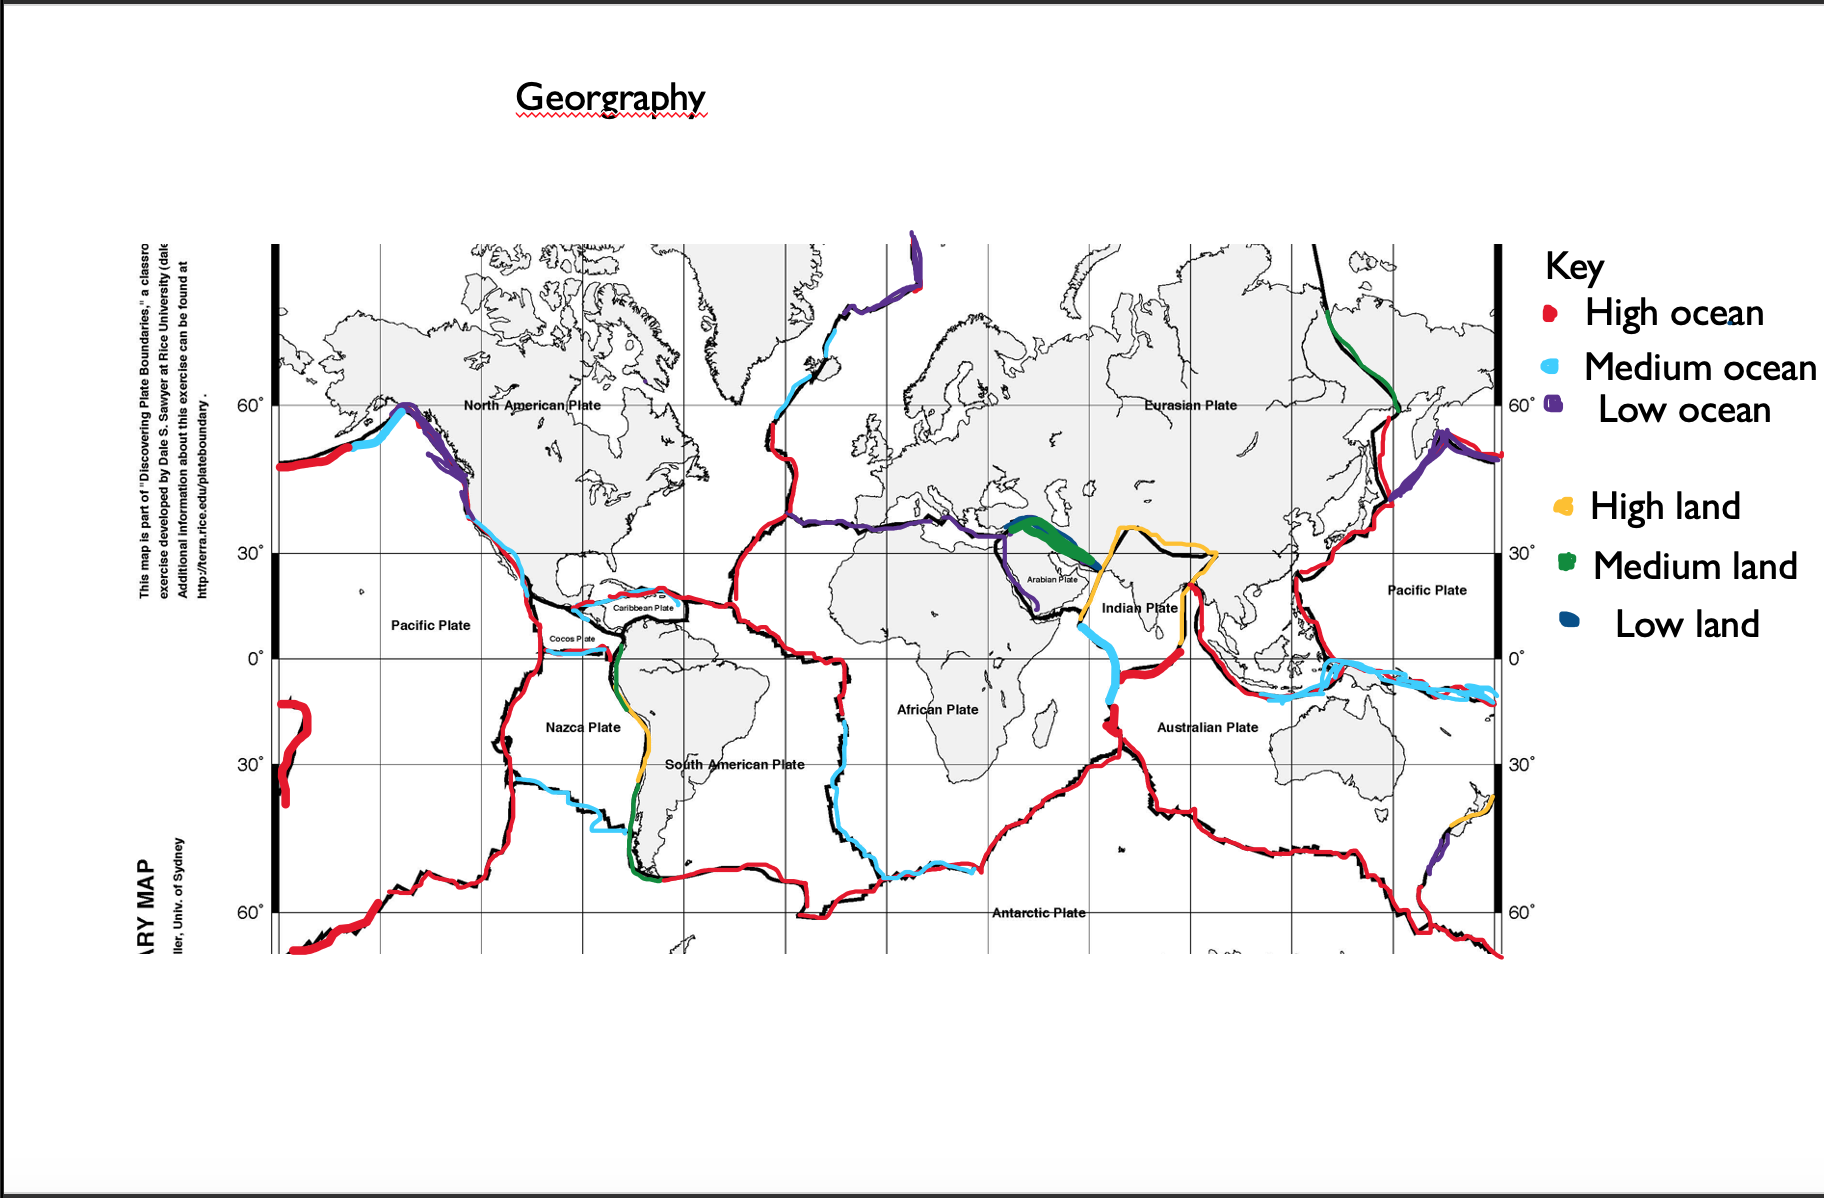 Georgraphy
This map is part of "Discovering Plate Boundaries," a classro
exercise developed by Dale S. Sawyer at Rice University (dale
Additional information about this exercise can be found at
http://terra.rice.edu/plateboundary .
ARY MAP
ller, Univ. of Sydney
60°
30°
0°
30°
60°
North American Plate
Eurasian Plate
Arabian Plate
Caribbean Plate
Indian Plate
Pacific Plate
Pacific Plate
Cocos Plate
African Plate
Nazca Plate
Australian Plate
South American Plate
Antarctic Plate
60°
30°
0°
30°
60°
Key
High ocean
Medium ocean
Low ocean
High land
Medium land
Low land